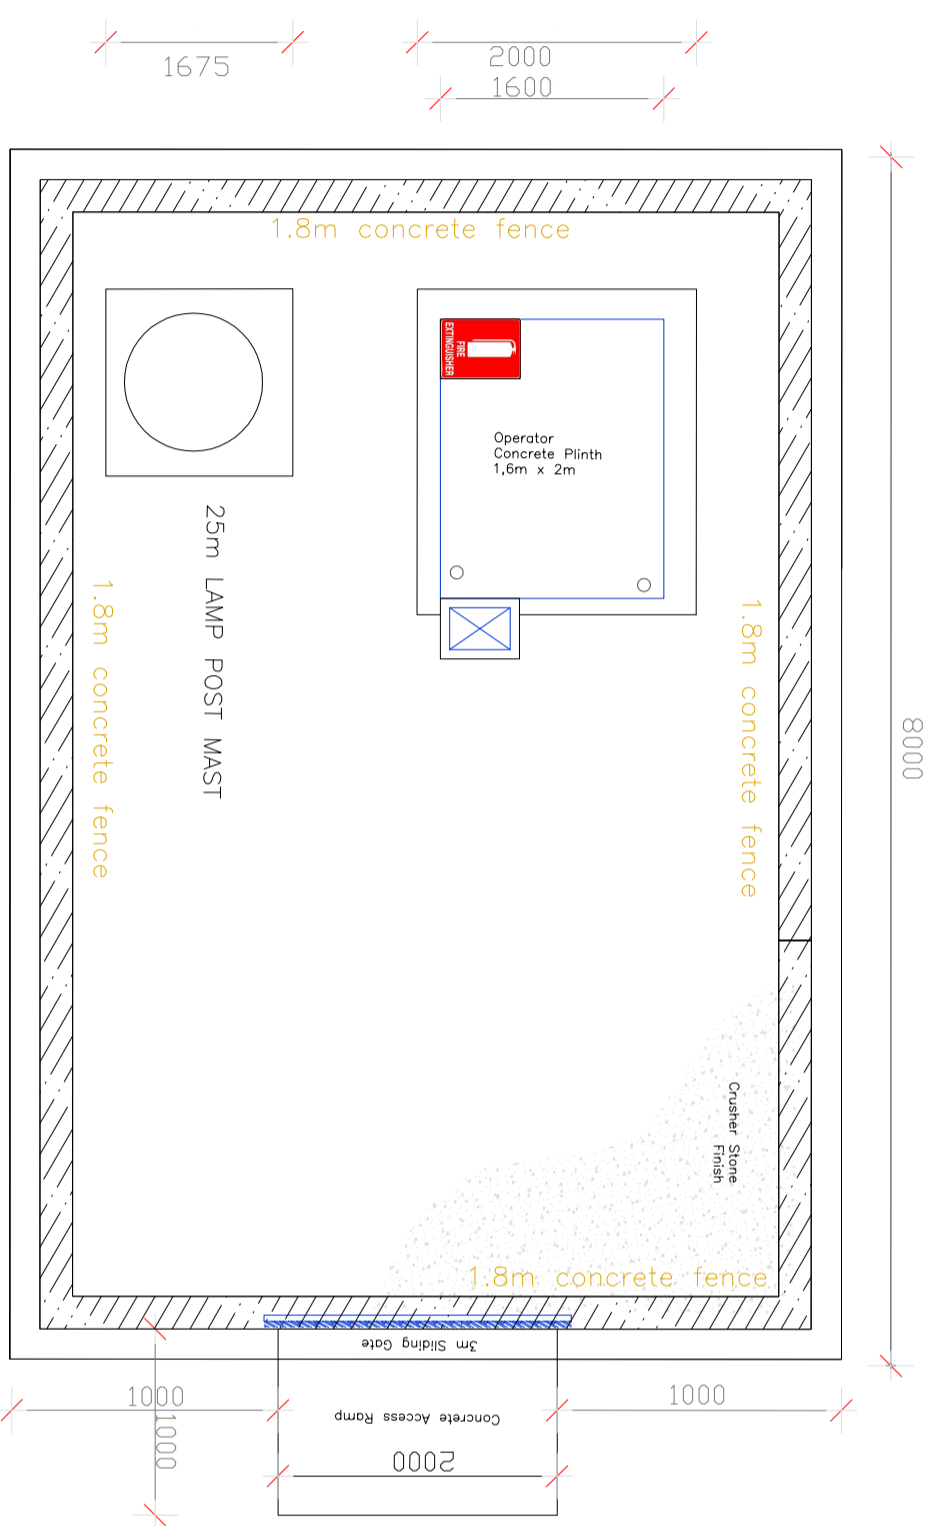 1675
2000
1600
1.8m concrete fence
FIRE
EXTINGUISHER
Operator
Concrete Plinth
1,6m x 2m
25m LAMP POST MAST
1.8m concrete fence
1.8m concrete fence
8000
Crusher Stone
Finish
1.8m concrete fence
3m Sliding Gate
1000
1000
1000
Concrete Access Ramp
2000